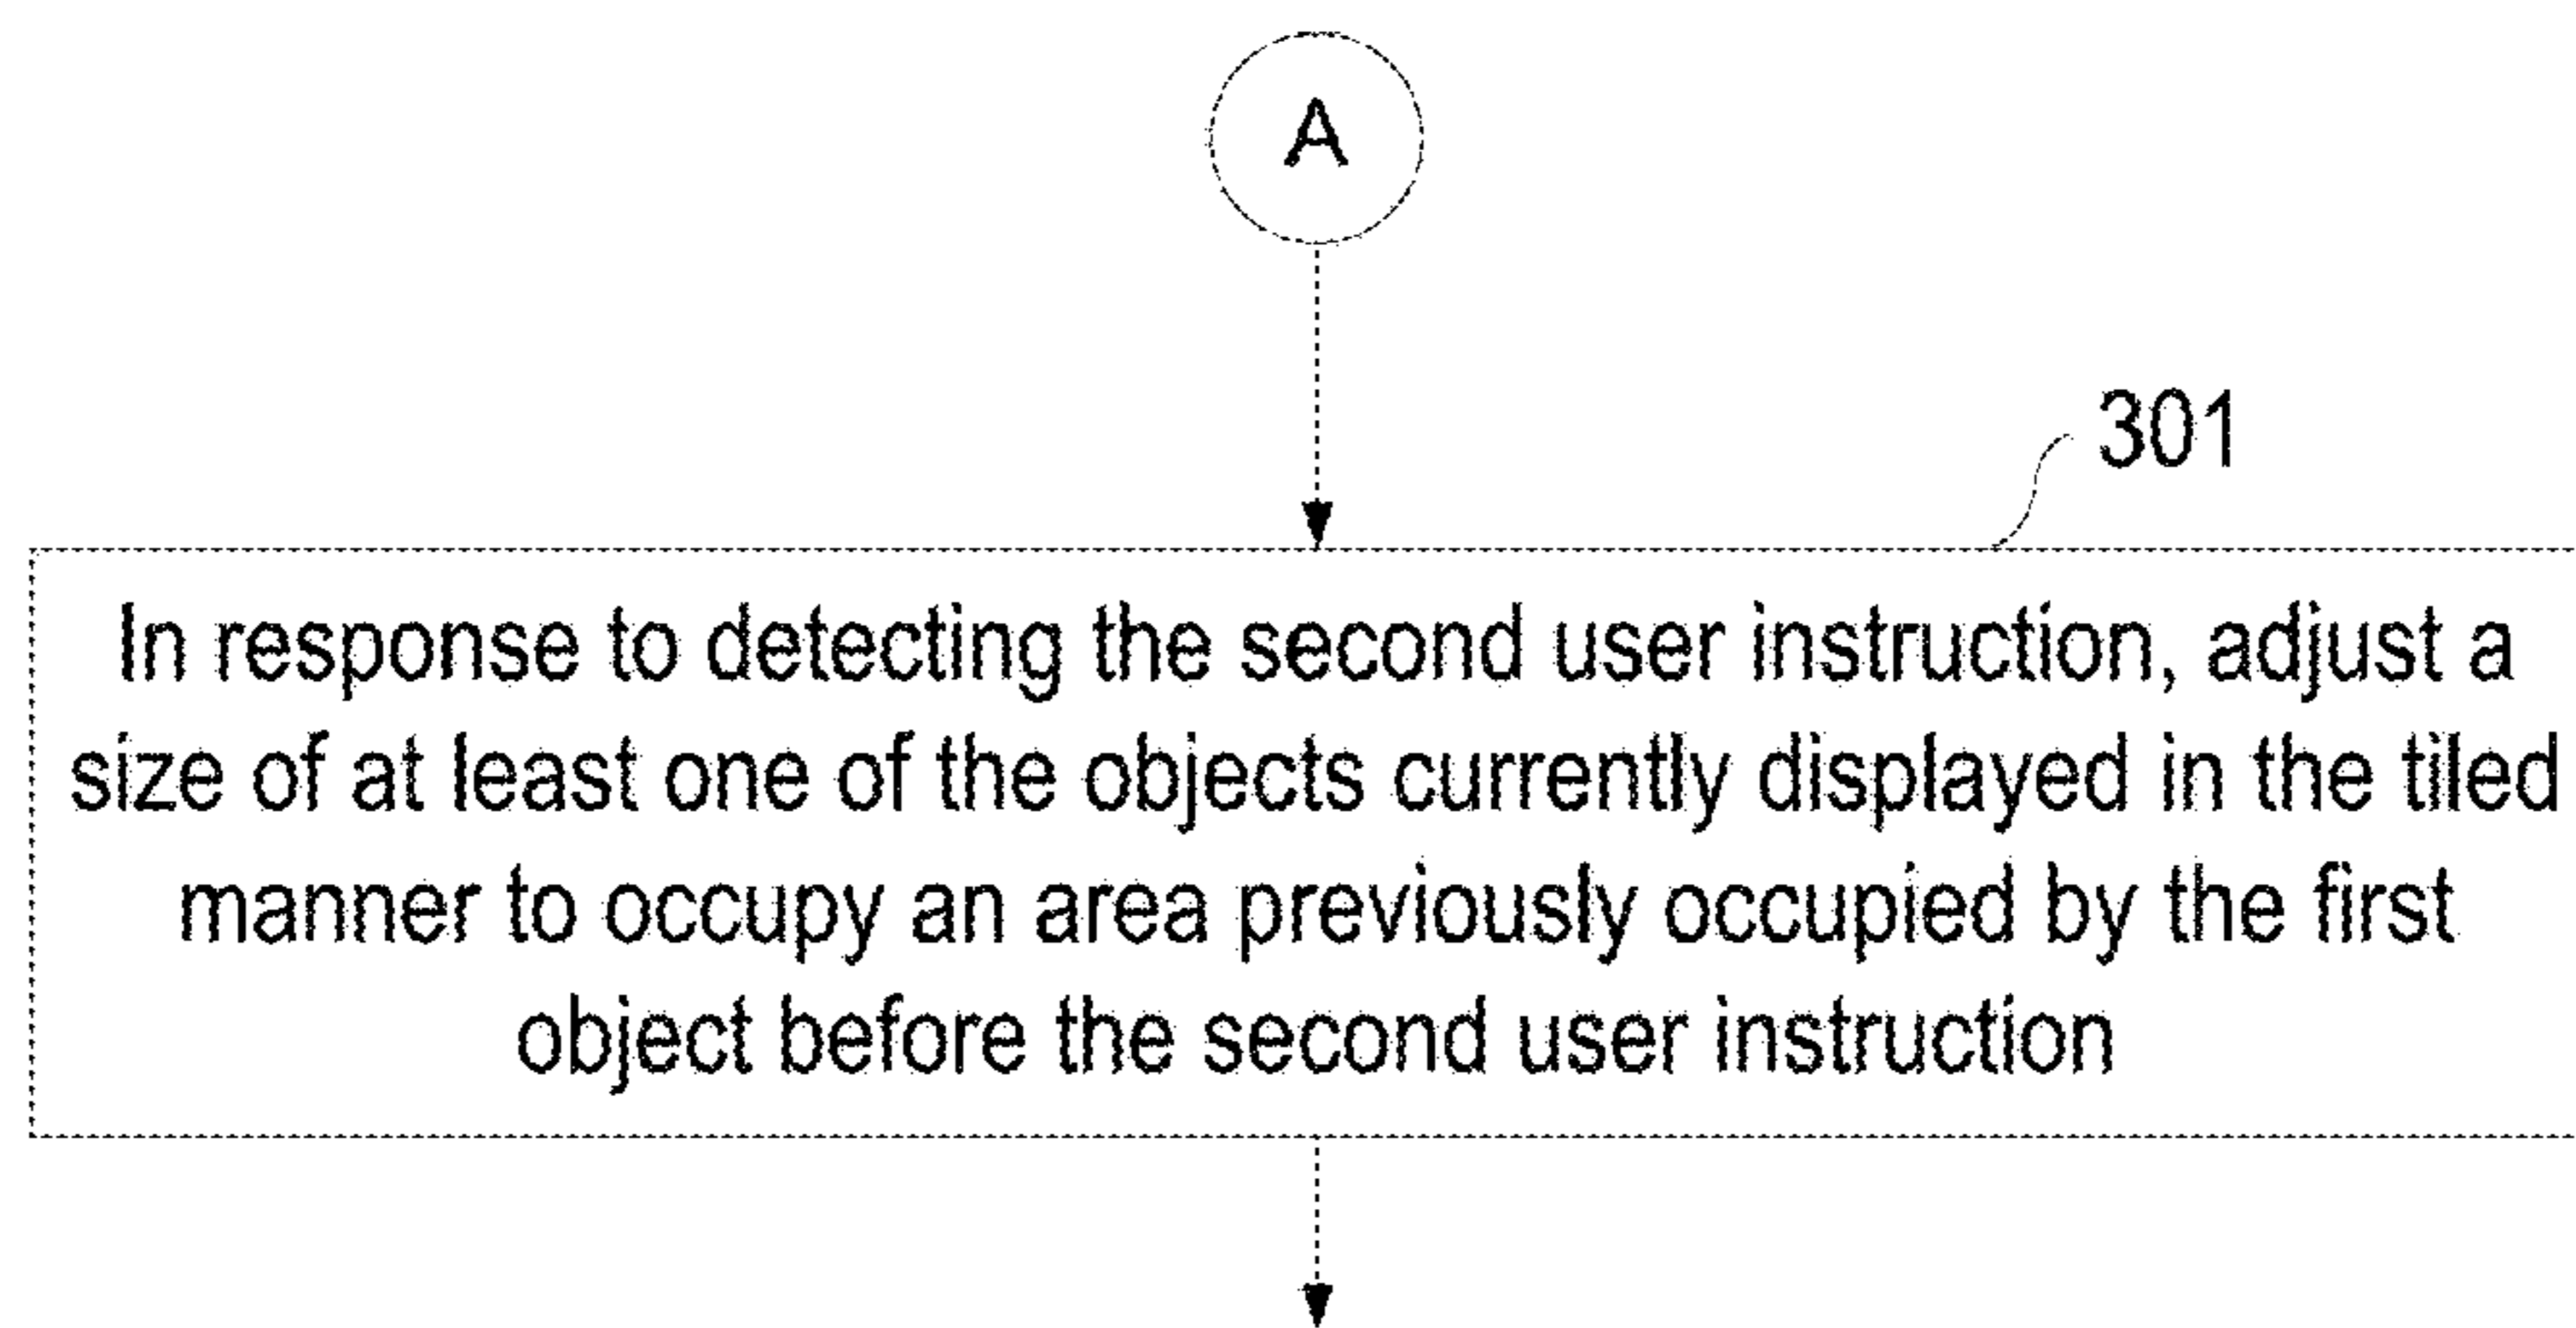 A
301
In response to detecting the second user instruction, adjust a
size of at least one of the objects currently displayed in the tiled
manner to occupy an area previously occupied by the first
object before the second user instruction